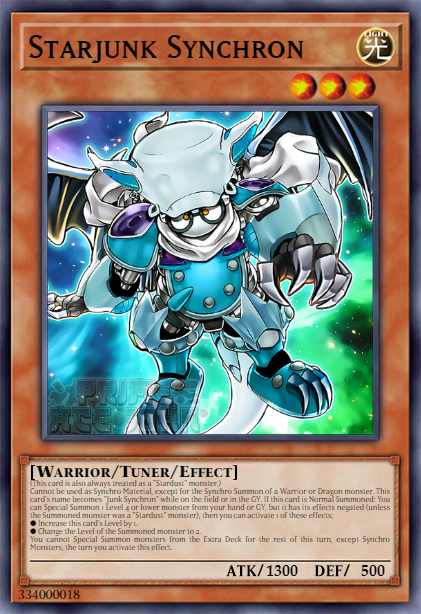 STARJUNK SYNCHRON
LIGHT
光
[WARRIOR/TUNER/EFFECT]
(This card is also always treated as a "Stardust" monster.)
Cannot be used as Synchro Material, except for the Synchro Summon of a Warrior or Dragon monster. This
card's name becomes "Junk Synchron" while on the field or in the GY. If this card is Normal Summoned: You
can Special Summon 1 Level 4 or lower monster from your hand or GY, but it has its effects negated (unless
the Summoned monster was a "Stardust" monster), then you can activate 1 of these effects;
● Increase this card's Level by 1.
● Change the Level of the Summoned monster to 2.
You cannot Special Summon monsters from the Extra Deck for the rest of this turn, except Synchro
Monsters, the turn you activate this effect.
ATK/1300 DEF/ 500
334000018